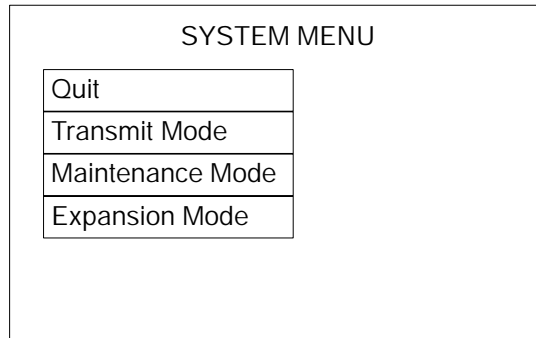 SYSTEM MENU
Quit
Transmit Mode
Maintenance Mode
Expansion Mode